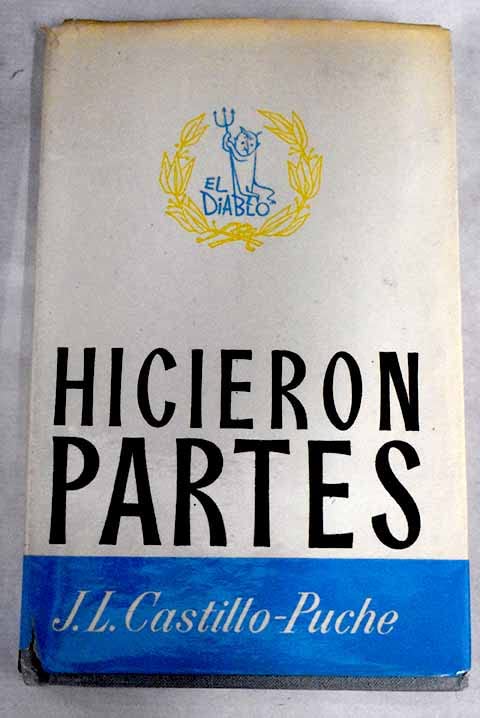 EL
DIABLO
HICIERON
PARTES
J.L. Castillo-Puche